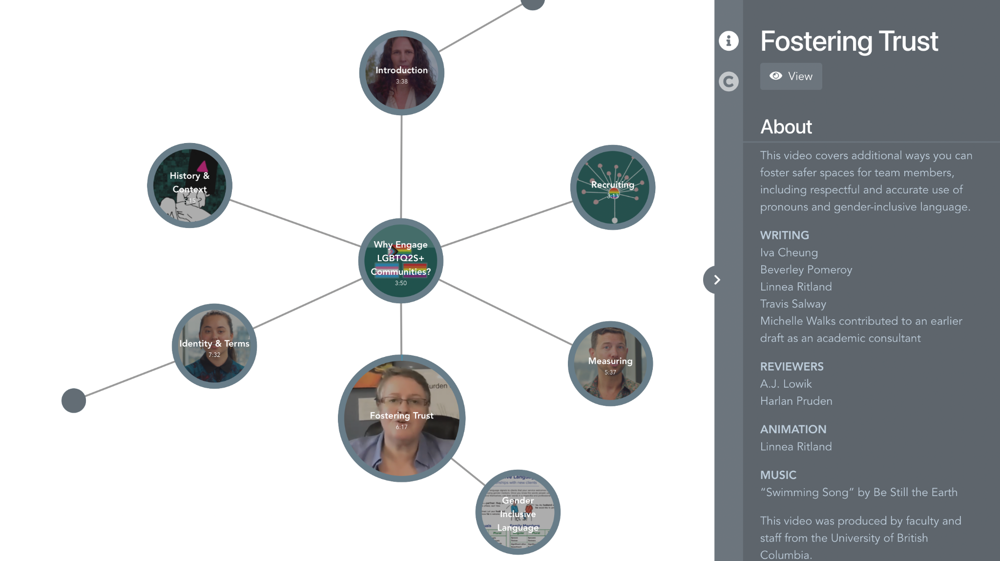 Introduction
3:38
History &
Context
5:15
Recruiting
3:13
Why Engage
LGBTQ2S+
Communities?
3:50
Identity & Terms
7:32
Measuring
5:37
urden
Fostering Trust
6:17
Gender
Inclusive
Language
Plural
Singular
Plural
Fostering Trust
View
About
This video covers additional ways you can
foster safer spaces for team members,
including respectful and accurate use of
pronouns and gender-inclusive language.
WRITING
Iva Cheung
Beverley Pomeroy
Linnea Ritland
Travis Salway
Michelle Walks contributed to an earlier
draft as an academic consultant
REVIEWERS
A.J. Lowik
Harlan Pruden
ANIMATION
Linnea Ritland
MUSIC
“Swimming Song” by Be Still the Earth
This video was produced by faculty and
staff from the University of British
Columbia.